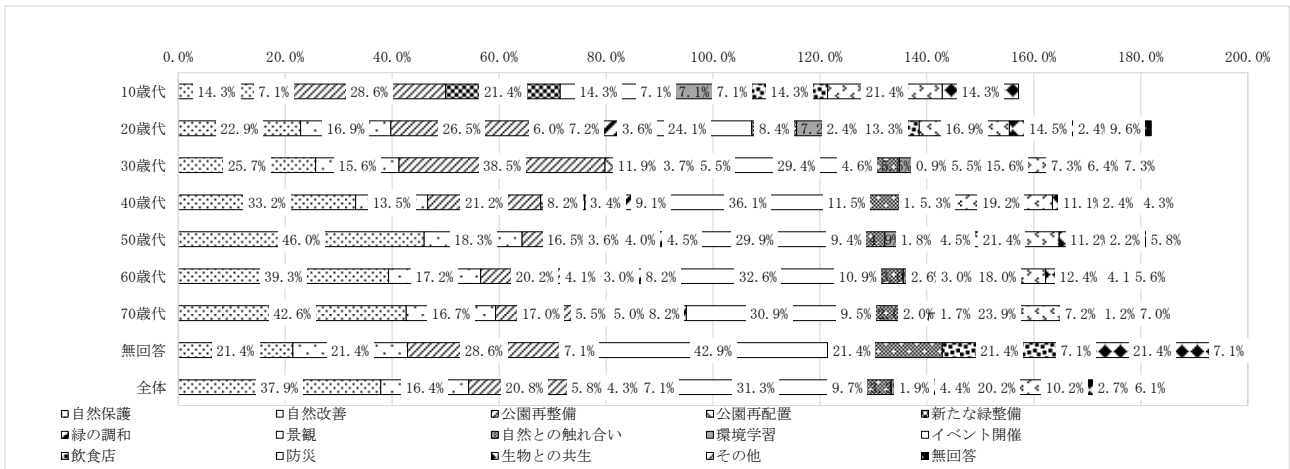 0.0% 20.0% 40.0% 60.0% 80.0% 100.0% 120.0% 140.0% 160.0% 180.0% 200.0%
10歳代 14.3% 7.1% 28.6% 21.4% 14.3% 7.1% 7.1% 7.1% 14.3% 21.4% 14.3%
20歳代 22.9% 16.9% 26.5% 6.0% 7.2% 3.6% 24.1% 8.4% 7.2 2.4% 13.3% 16.9% 14.5% 2.4% 9.6%
30歳代 25.7% 15.6% 38.5% 11.9% 3.7% 5.5% 29.4% 4.6% 0.9% 5.5% 15.6% 7.3% 6.4% 7.3%
40歳代 33.2% 13.5% 21.2% 8.2% 3.4% 9.1% 36.1% 11.5% 1. 5.3% 19.2% 11.1% 2.4% 4.3%
50歳代 46.0% 18.3% 16.5% 3.6% 4.0% 4.5% 29.9% 9.4% 1.8% 4.5% 21.4% 11.2% 2.2% 5.8%
60歳代 39.3% 17.2% 20.2% 4.1% 3.0% 8.2% 32.6% 10.9% 2.6% 3.0% 18.0% 12.4% 4.1 5.6%
70歳代 42.6% 16.7% 17.0% 5.5% 5.0% 8.2% 30.9% 9.5% 2.0% 1.7% 23.9% 7.2% 1.2% 7.0%
無回答 21.4% 21.4% 28.6% 7.1% 42.9% 21.4% 21.4% 7.1% 21.4% 7.1%
全体 37.9% 16.4% 20.8% 5.8% 4.3% 7.1% 31.3% 9.7% 1.9% 4.4% 20.2% 10.2% 2.7% 6.1%
自然保護 自然改善 公園再整備 公園再配置 新たな緑整備
緑の調和 景観 自然との触れ合い 環境学習 イベント開催
飲食店 防災 生物との共生 その他 無回答